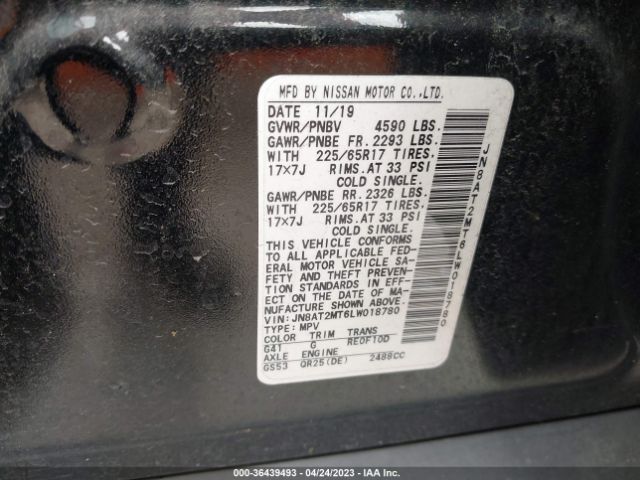 MFD BY NISSAN MOTOR CO.,LTD.
DATE 11/19
GVWR/PNBV 4590 LBS.
GAWR/PNBE FR. 2293 LBS.
WITH 225/65R17 TIRES.
17×7J RIMS.AT 33 PSI
COLD SINGLE.
GAWR/PNBE RR. 2326 LBS.
WITH 225/65R17 TIRES.
17×7J RIMS.AT 33 PSI
COLD SINGLE.
THIS VEHICLE CONFORMS
TO ALL APPLICABLE FED-
ERAL MOTOR VEHICLE SA-
FETY AND THEFT PREVEN-
TION STANDARDS IN EFFECT
ON THE DATE OF MA-
NUFACTURE SHOWN ABOVE.
VIN:JN8AT2MT6LW018780
TYPE:MPV
COLOR TRIM TRANS
G41 G RE0F10D
AXLE ENGINE
GS53 QR25(DE) 2488CC
JN8AT2MT6LW018780
000-36439493 - 04/24/2023 - IAA Inc.